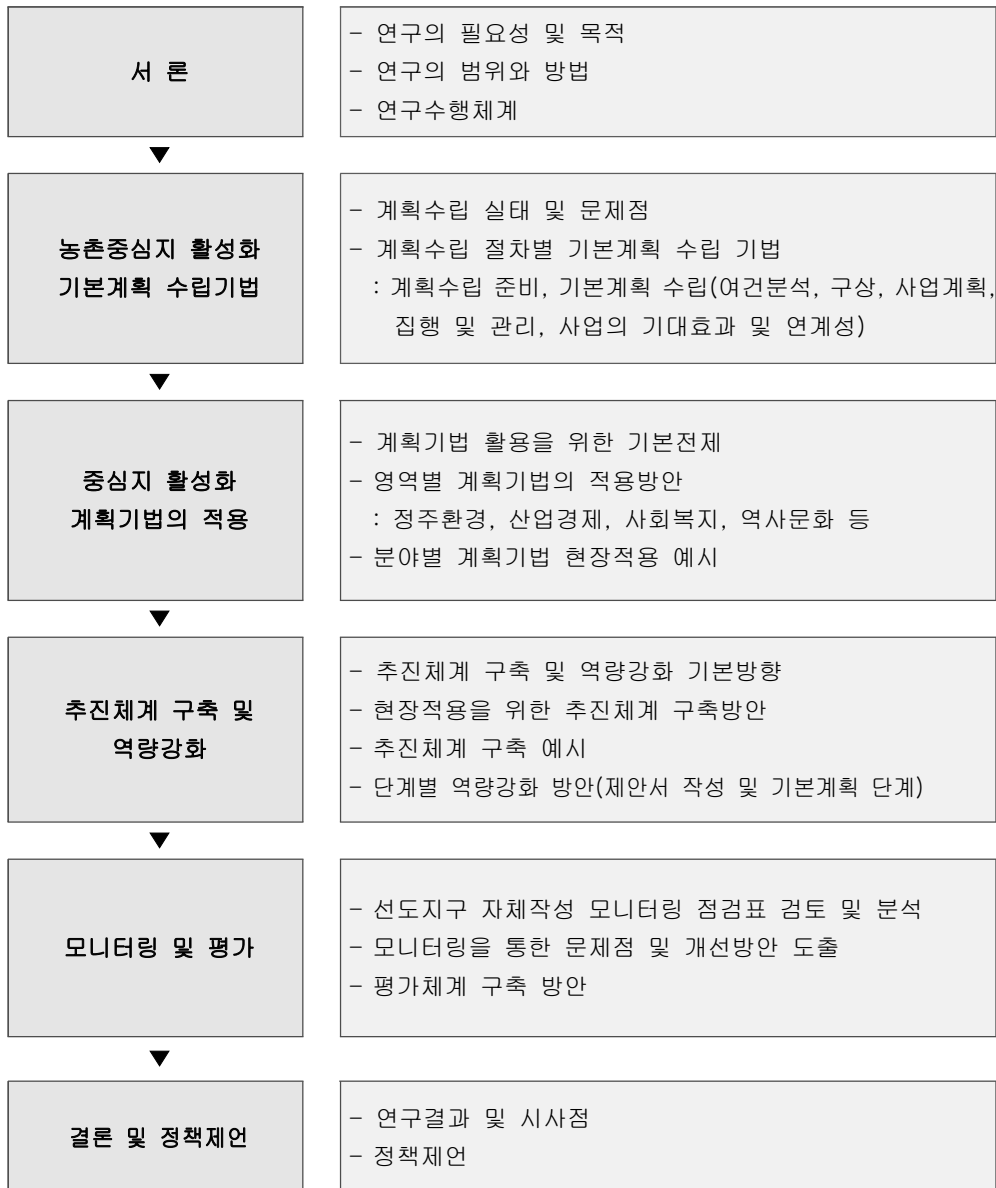 서 론
- 연구의 필요성 및 목적
- 연구의 범위와 방법
- 연구수행체계
▼
농촌중심지 활성화
기본계획 수립기법
- 계획수립 실태 및 문제점
- 계획수립 절차별 기본계획 수립 기법
: 계획수립 준비, 기본계획 수립(여건분석, 구상, 사업계획,
집행 및 관리, 사업의 기대효과 및 연계성)
▼
중심지 활성화
계획기법의 적용
- 계획기법 활용을 위한 기본전제
- 영역별 계획기법의 적용방안
: 정주환경, 산업경제, 사회복지, 역사문화 등
- 분야별 계획기법 현장적용 예시
▼
추진체계 구축 및
역량강화
- 추진체계 구축 및 역량강화 기본방향
- 현장적용을 위한 추진체계 구축방안
- 추진체계 구축 예시
- 단계별 역량강화 방안(제안서 작성 및 기본계획 단계)
▼
모니터링 및 평가
- 선도지구 자체작성 모니터링 점검표 검토 및 분석
- 모니터링을 통한 문제점 및 개선방안 도출
- 평가체계 구축 방안
▼
결론 및 정책제언
- 연구결과 및 시사점
- 정책제언